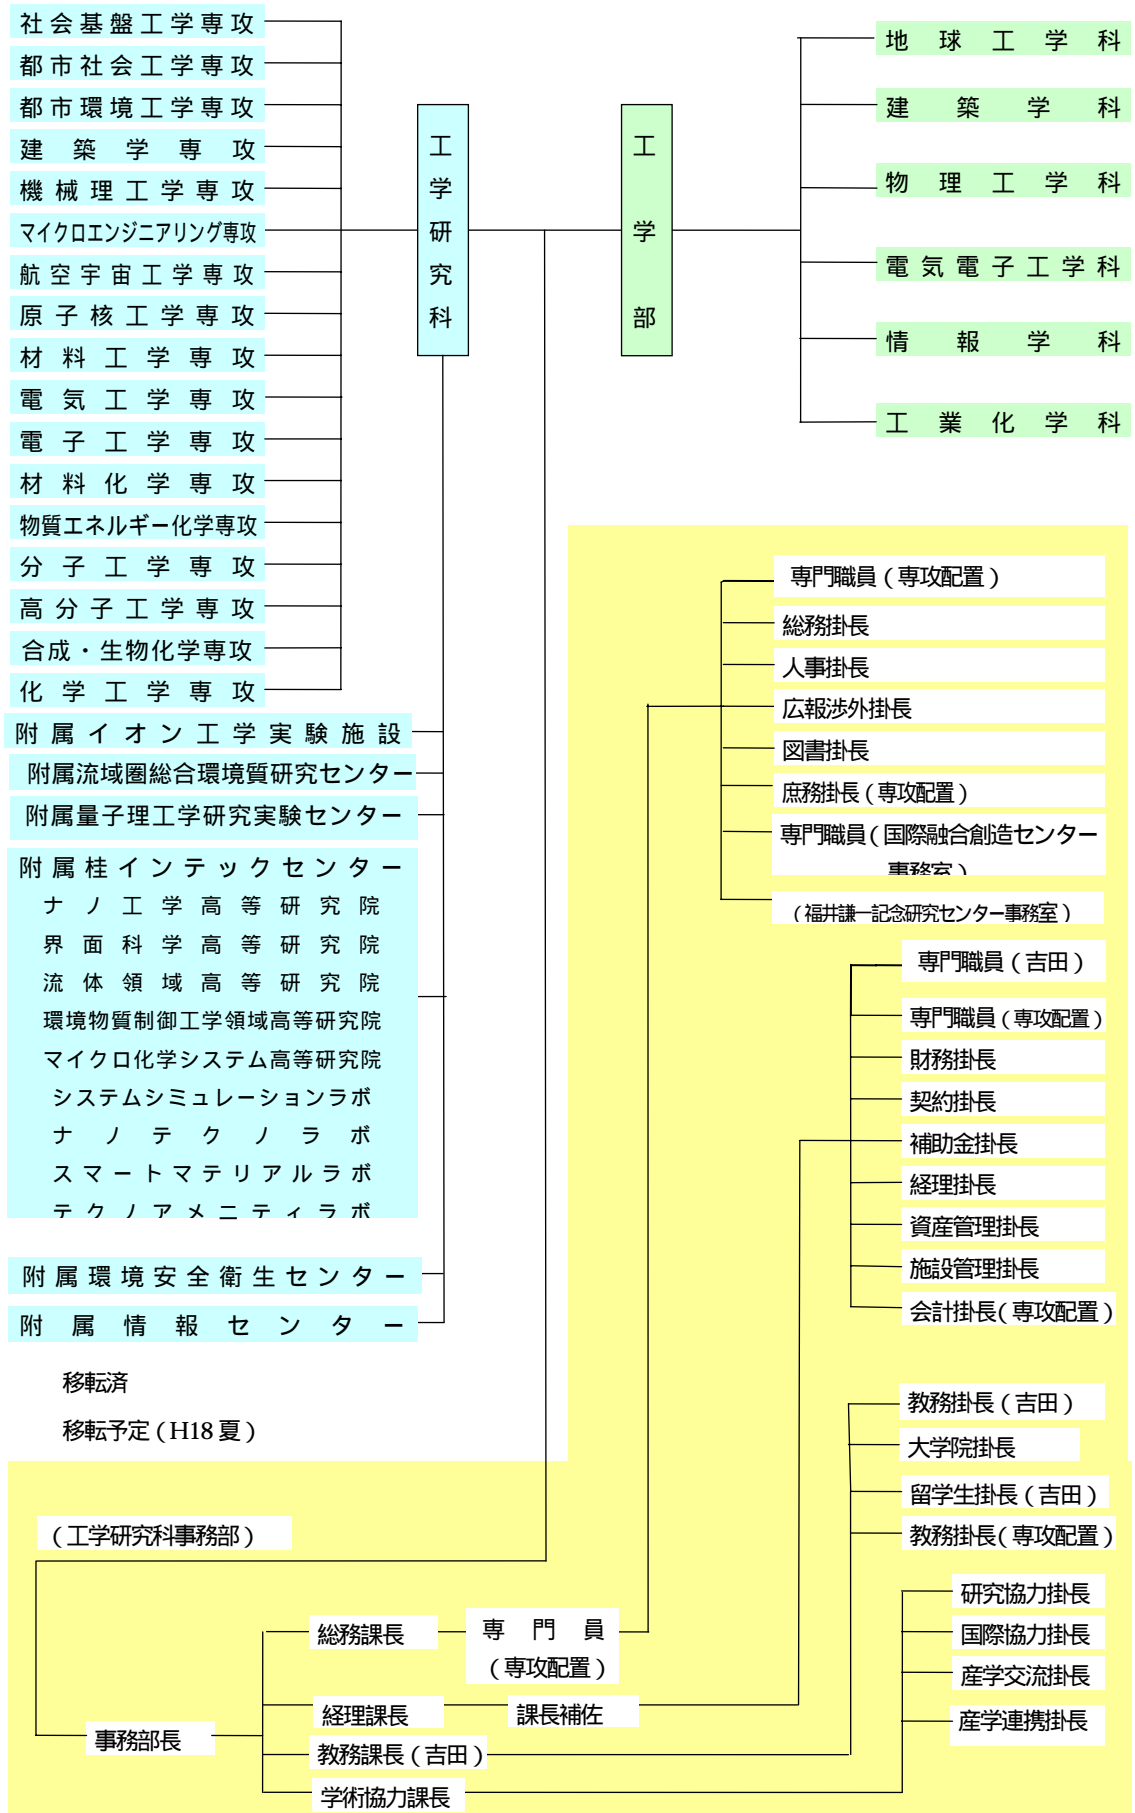 社会基盤工学専攻
都市社会工学専攻
都市環境工学専攻
建築学専攻
機械理工学専攻
マイクロエンジニアリング専攻
航空宇宙工学専攻
原子核工学専攻
材料工学専攻
電気工学専攻
電子工学専攻
材料化学専攻
物質エネルギー化学専攻
分子工学専攻
高分子工学専攻
合成・生物化学専攻
化学工学専攻
附属イオン工学実験施設
附属流域圏総合環境質研究センター
附属量子理工学研究実験センター
附属桂インテックセンター
ナノ工学高等研究院
界面科学高等研究院
流体領域高等研究院
環境物質制御工学領域高等研究院
マイクロ化学システム高等研究院
システムシミュレーションラボ
ナノテクノラボ
スマートマテリアルラボ
テクノアメニティラボ
附属環境安全衛生センター
附属情報センター
移転済
移転予定(H18夏)
工学研究科
工学部
地球工学科
建築学科
物理工学科
電気電子工学科
情報学科
工業化学科
専門職員(専攻配置)
総務掛長
人事掛長
広報渉外掛長
図書掛長
庶務掛長(専攻配置)
専門職員(国際融合創造センター
事務室)
(福井謙一記念研究センター事務室)
専門職員(吉田)
専門職員(専攻配置)
財務掛長
契約掛長
補助金掛長
経理掛長
資産管理掛長
施設管理掛長
会計掛長(専攻配置)
教務掛長(吉田)
大学院掛長
留学生掛長(吉田)
教務掛長(専攻配置)
研究協力掛長
国際協力掛長
産学交流掛長
産学連携掛長
(工学研究科事務部)
事務部長
総務課長
専門員
(専攻配置)
経理課長
課長補佐
教務課長(吉田)
学術協力課長